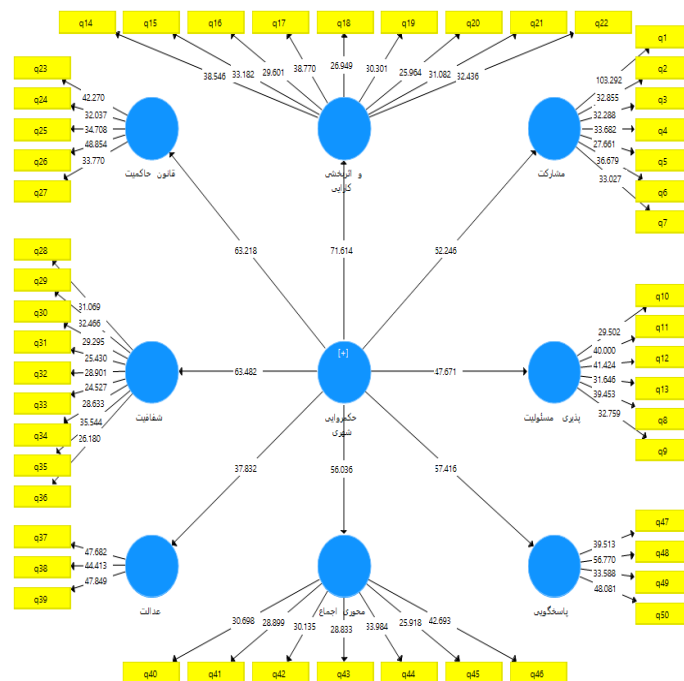 q14 q15 q16 q17 q18 q19 q20 q21 q22
38.546 33.182 29.601 38.770 26.949 30.301 25.964 31.082 32.436
q1
q2
q3
q4
q5
q6
q7
103.292
32.855
32.288
33.682
27.661
36.679
33.027
مشارکت
q23
q24
q25
q26
q27
42.270
32.037
34.708
48.854
33.770
قانون حاکمیت
و اثربخشی
کارایی
63.218 71.614 52.246
q28
q29
q30
q31
q32
q33
q34
q35
q36
31.069
32.466
29.295
25.430
28.901
24.527
28.633
35.544
26.180
شفافیت
63.482
[+]
حکمروایی
شهری
47.671
q10
q11
q12
q13
q8
q9
29.502
40.000
41.424
31.646
39.453
32.759
پذیری مسئولیت
37.832 56.036 57.416
q37
q38
q39
47.682
44.413
47.849
عدالت
محوری اجماع
پاسخگویی
q47
q48
q49
q50
39.513
56.770
33.588
48.081
30.698 28.899 30.135 28.833 33.984 25.918 42.693
q40 q41 q42 q43 q44 q45 q46